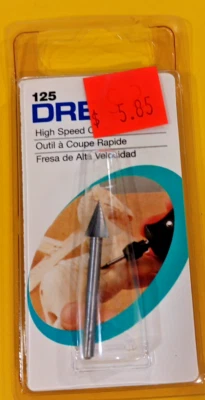 125
DRE
$ 5.85
High Speed C
Outil à Coupe Rapide
Fresa de Alta Velocidad